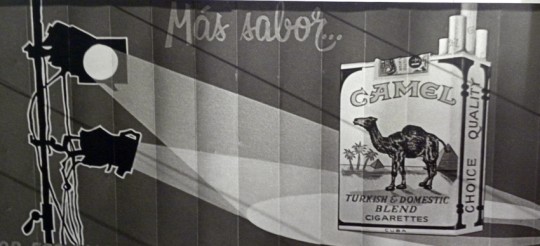 Más sabor...
CAMEL
TURKISH & DOMESTIC
BLEND
CIGARETTES
CHOICE QUALITY